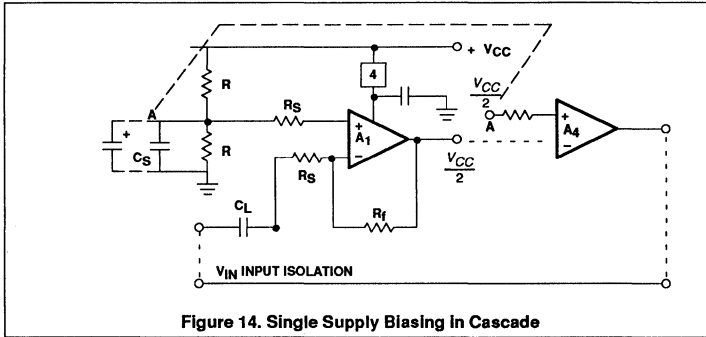 + VCC
4
R
VCC
2
A
RS
+
A1
−
A
+
A4
−
+
CS
R
RS
VCC
2
CL
Rf
VIN INPUT ISOLATION
Figure 14. Single Supply Biasing in Cascade